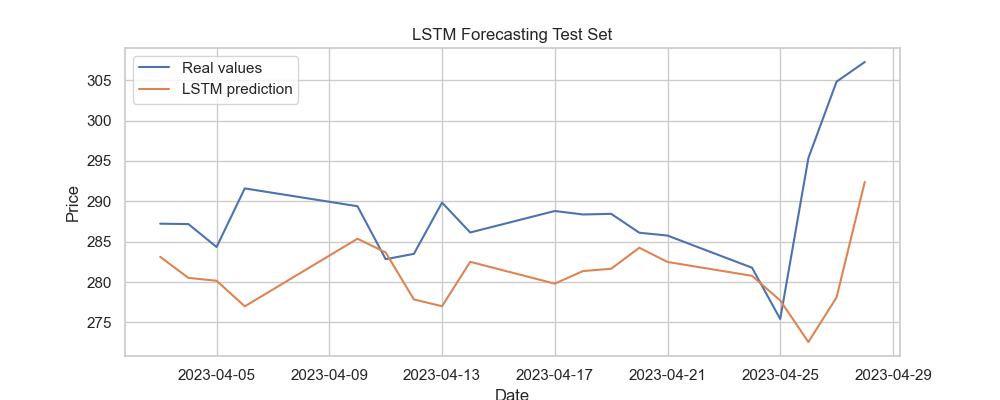 LSTM Forecasting Test Set
Real values
LSTM prediction
305
300
295
290
285
280
275
Price
2023-04-05 2023-04-09 2023-04-13 2023-04-17 2023-04-21 2023-04-25 2023-04-29
Date